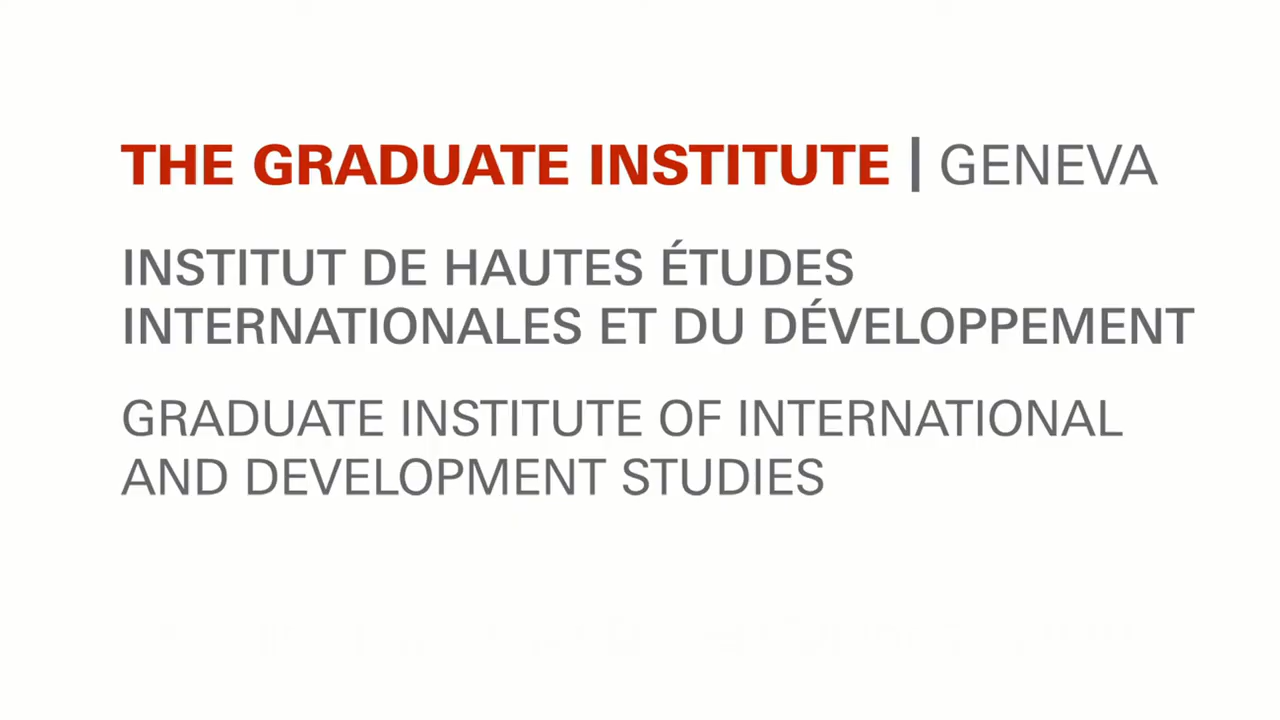 THE GRADUATE INSTITUTE | GENEVA
INSTITUT DE HAUTES ÉTUDES
INTERNATIONALES ET DU DÉVELOPPEMENT
GRADUATE INSTITUTE OF INTERNATIONAL
AND DEVELOPMENT STUDIES